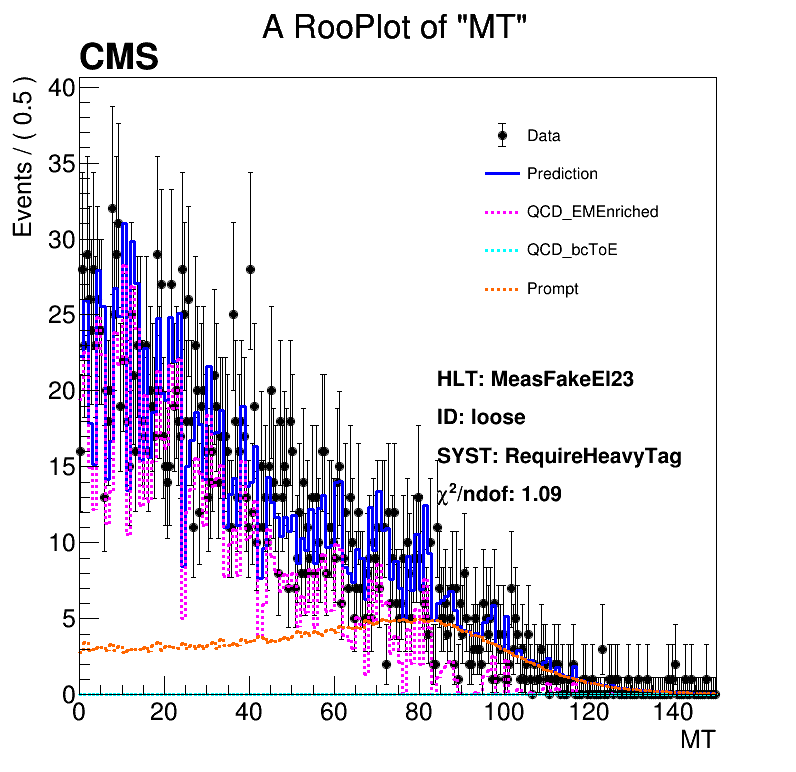 A RooPlot of "MT"
CMS
Events / ( 0.5 )
40
35
30
25
20
15
10
5
0
Data
Prediction
QCD_EMEnriched
QCD_bcToE
Prompt
HLT: MeasFakeEl23
ID: loose
SYST: RequireHeavyTag
χ²/ndof: 1.09
0 20 40 60 80 100 120 140
MT